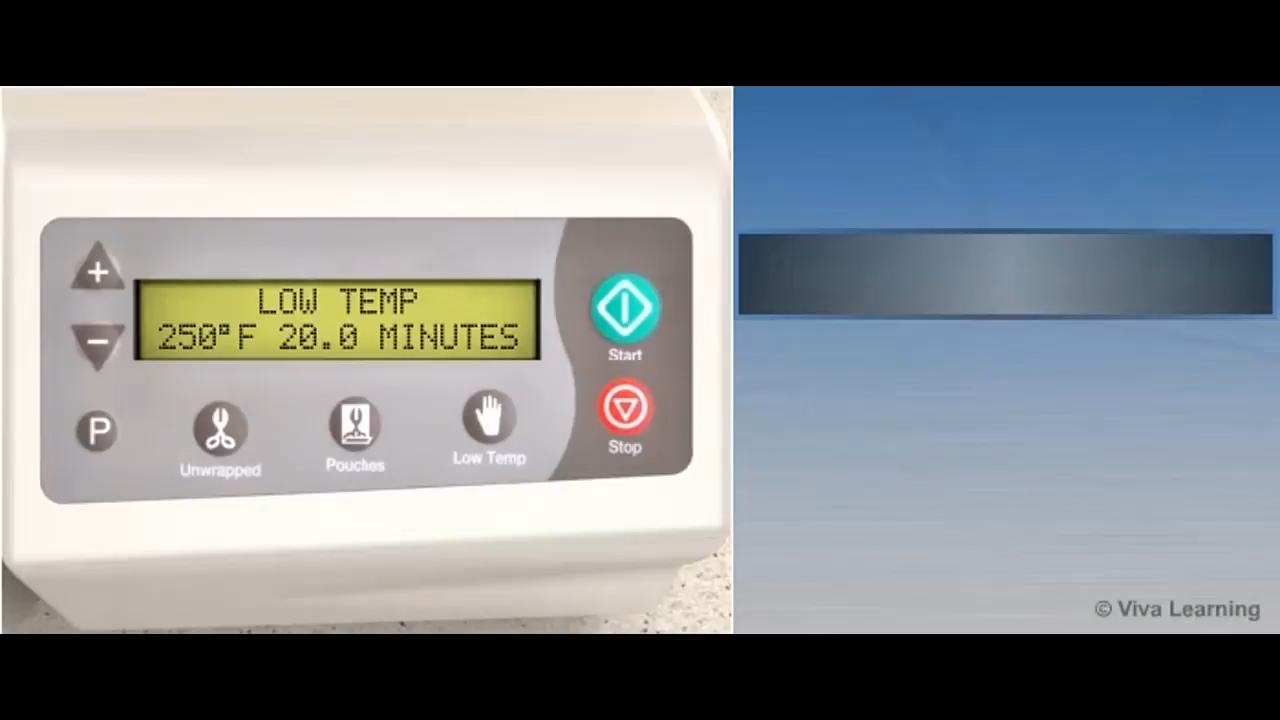 LOW TEMP
250°F 20.0 MINUTES
+
−
P
Unwrapped
Pouches
Low Temp
Start
Stop
© Viva Learning